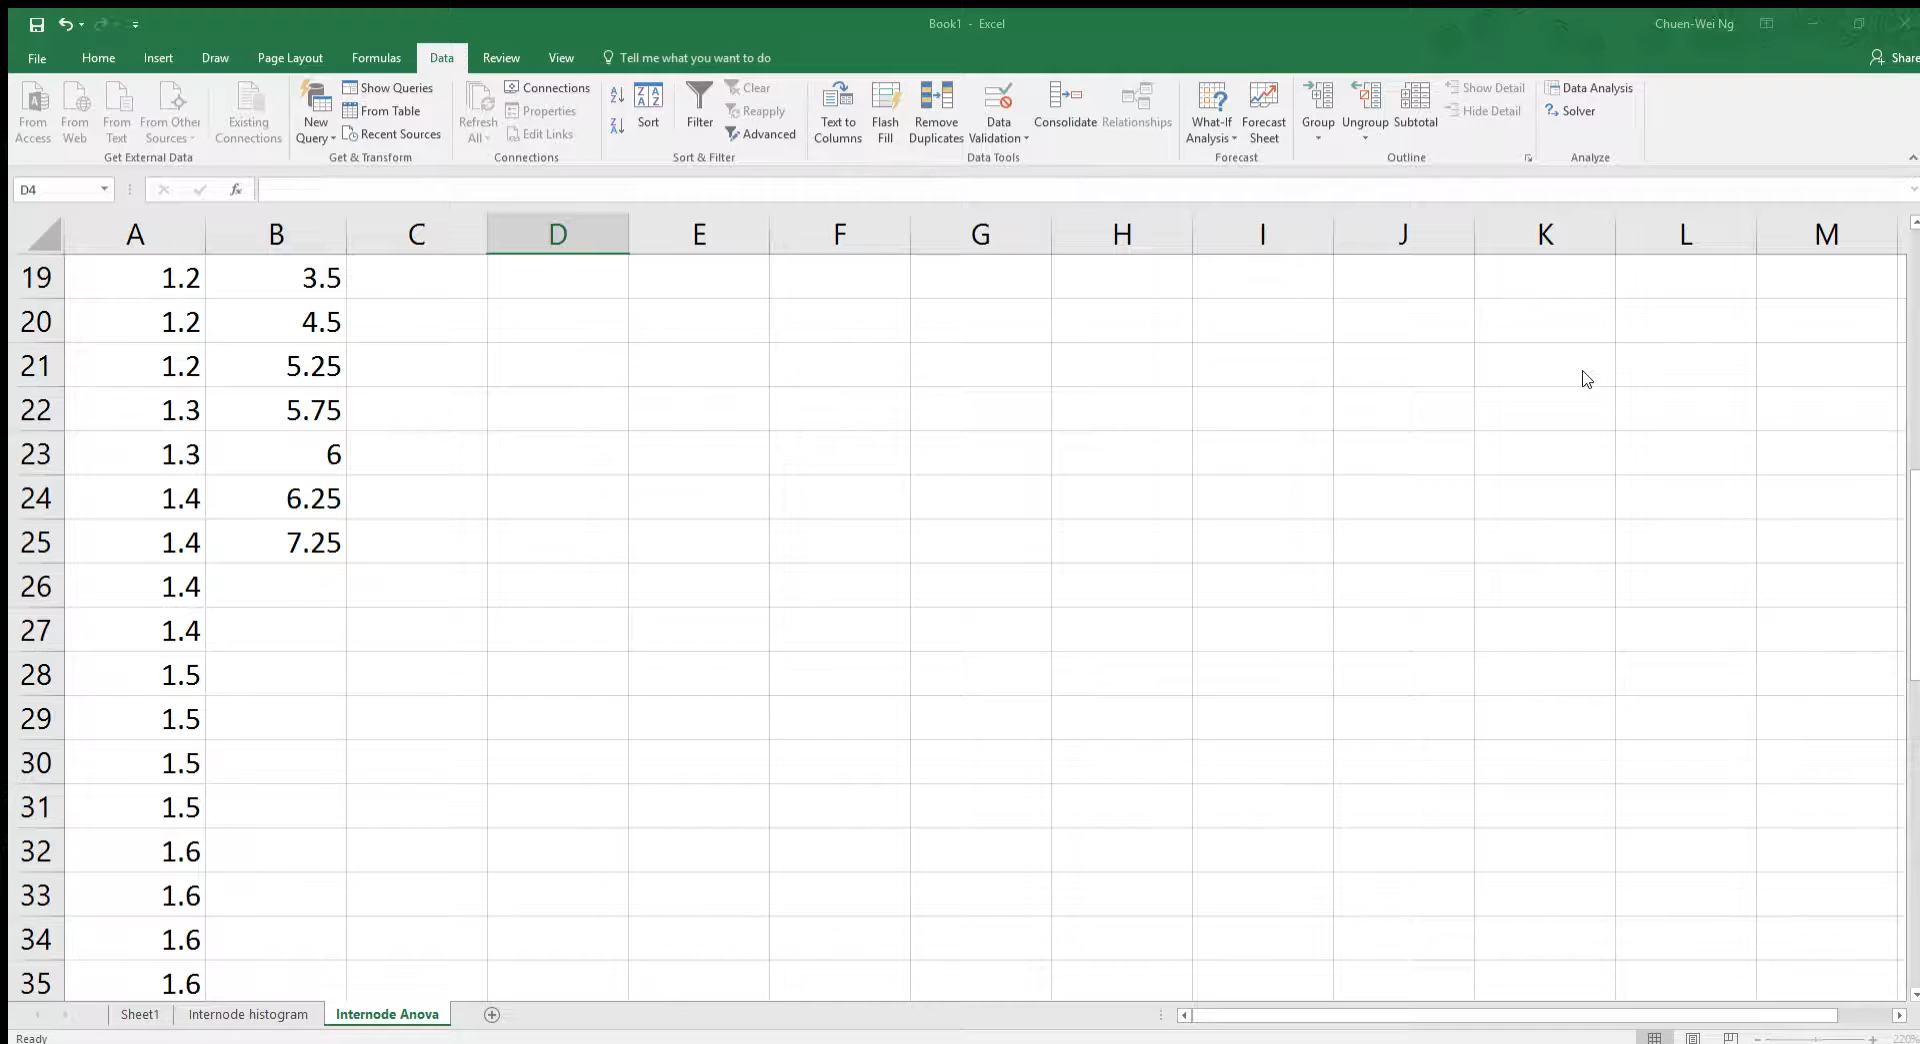 Book1 - Excel
Chuen-Wei Ng
File Home Insert Draw Page Layout Formulas Data Review View Tell me what you want to do Share
From Access
From Web
From Text
From Other Sources
Existing Connections
Get External Data
New Query
Show Queries
From Table
Recent Sources
Get & Transform
Refresh All
Connections
Properties
Edit Links
Connections
Sort
Filter
Clear
Reapply
Advanced
Sort & Filter
Text to Columns
Flash Fill
Remove Duplicates
Data Validation
Consolidate
Relationships
Data Tools
What-If Analysis
Forecast Sheet
Forecast
Group
Ungroup
Subtotal
Show Detail
Hide Detail
Outline
Data Analysis
Solver
Analyze
D4 fx
A B C D E F G H I J K L M
19 1.2 3.5
20 1.2 4.5
21 1.2 5.25
22 1.3 5.75
23 1.3 6
24 1.4 6.25
25 1.4 7.25
26 1.4
27 1.4
28 1.5
29 1.5
30 1.5
31 1.5
32 1.6
33 1.6
34 1.6
35 1.6
Sheet1 Internode histogram Internode Anova
Ready 220%